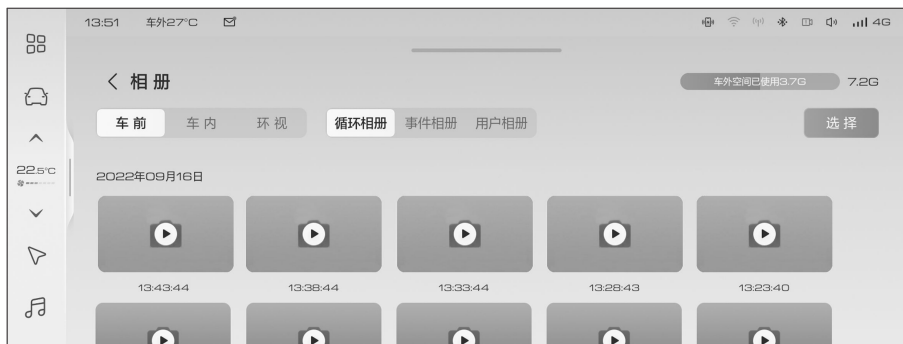 13:51 车外27°C 4G
相册 车外空间已使用3.7G 7.2G
车前 车内 环视 循环相册 事件相册 用户相册 选择
22.5°C
2022年09月16日
13:43:44 13:38:44 13:33:44 13:28:43 13:23:40